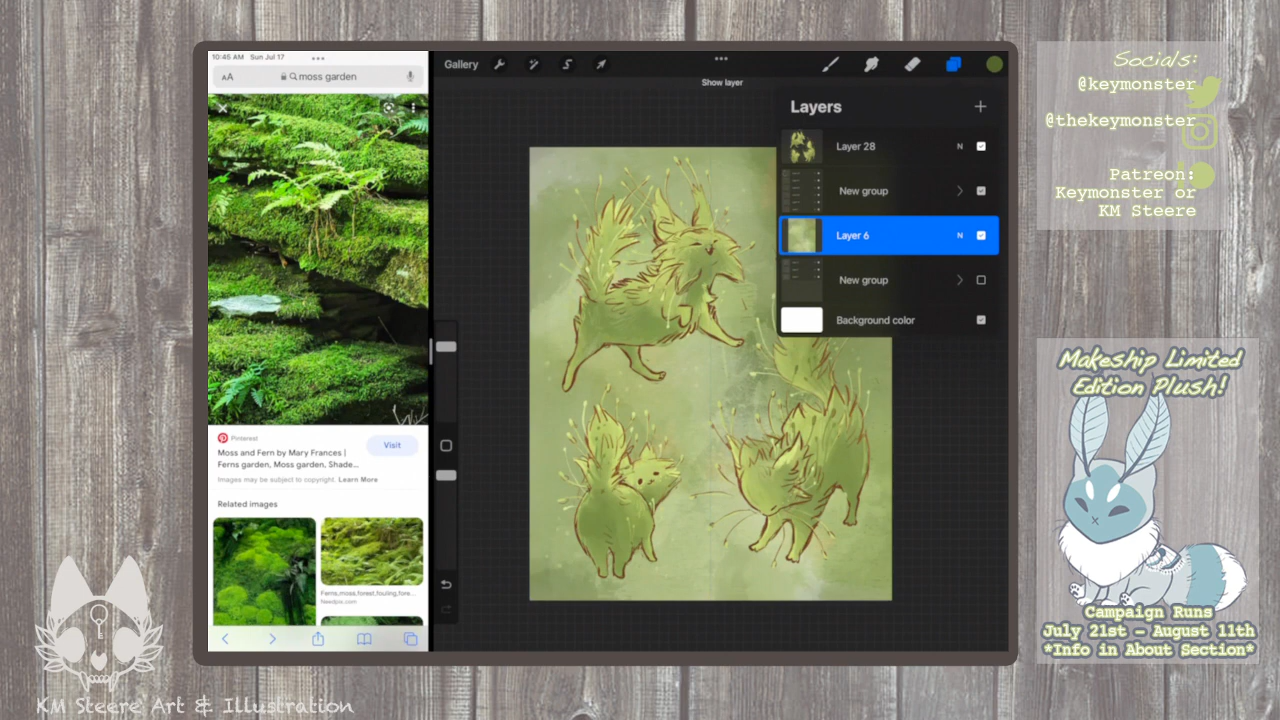 10:45 AM Sun Jul 17
AA
moss garden
Pinterest
Visit
Moss and Fern by Mary Frances |
Ferns garden, Moss garden, Shade...
Images may be subject to copyright. Learn More
Related images
Ferns,moss,forest,fouling,fore...
Needpix.com
Gallery
Show layer
Layers
Layer 28
N
New group
Layer 6
N
New group
Background color
Socials:
@keymonster
@thekeymonster
Patreon:
Keymonster or
KM Steere
Makeship Limited
Edition Plush!
Campaign Runs
July 21st - August 11th
*Info in About Section*
KM Steere Art & Illustration